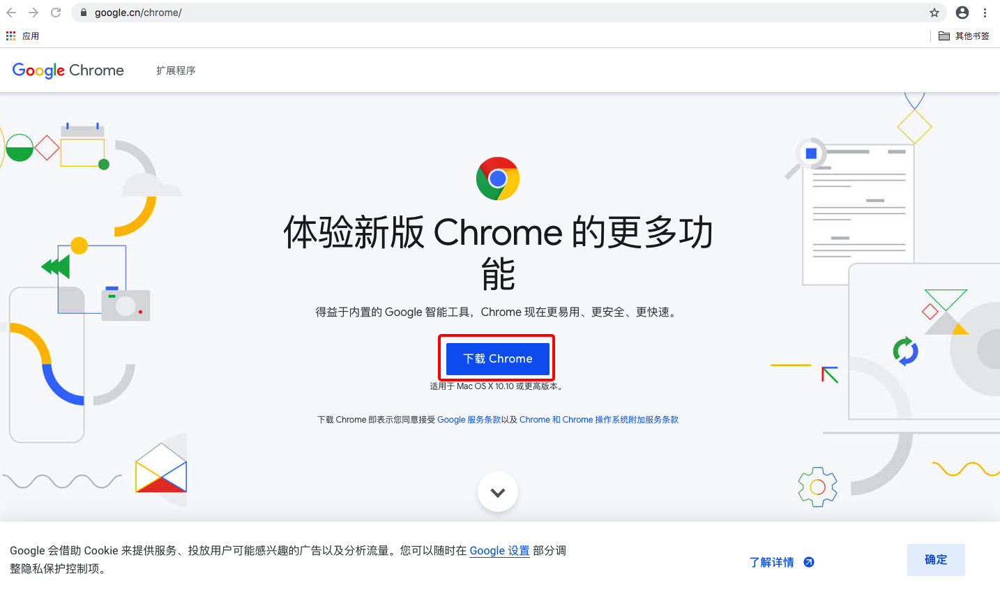 google.cn/chrome/
应用
其他书签
Google Chrome
扩展程序
体验新版 Chrome 的更多功
能
得益于内置的 Google 智能工具，Chrome 现在更易用、更安全、更快速。
下载 Chrome
适用于 Mac OS X 10.10 或更高版本。
下载 Chrome 即表示您同意接受 Google 服务条款以及 Chrome 和 Chrome 操作系统附加服务条款
Google 会借助 Cookie 来提供服务、投放用户可能感兴趣的广告以及分析流量。您可以随时在 Google 设置 部分调
整隐私保护控制项。
了解详情
确定